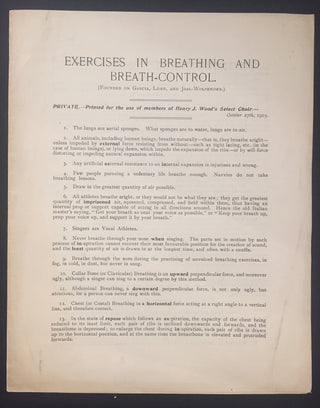 EXERCISES IN BREATHING AND
BREATH-CONTROL.
(Founded on Garcia, Lunn, and Joal-Wolfenden.)
PRIVATE.—Printed for the use of members of Henry J. Wood's Select Choir.—
October 27th, 1903.
1. The lungs are aerial sponges. What sponges are to water, lungs are to air.
2. All animals, including human beings, breathe naturally—that is, they breathe aright—
unless impeded by external force resisting from without—such as tight lacing, etc. (in the
case of human beings), or lying down, which impede the expansion of the ribs—or by will-force
distorting or impeding natural expansion within.
3. Any artificial external resistance to an internal expansion is injurious and wrong.
4. Few people pursuing a sedentary life breathe enough. Navvies do not take
breathing lessons.
5. Draw in the greatest quantity of air possible.
6. All athletes breathe aright, or they would not be what they are; they get the greatest
quantity of imprisoned air, squeezed, compressed, and held within them, thus having an
internal prop or support capable of acting in all directions around. Hence the old Italian
master's saying, "Get your breath so your voice as possible," or "Keep your breath up,
prop your voice up, and support it by your breath."
7. Singers are Vocal Athletes.
8. Never breathe through your nose when singing. The parts set in motion by each
process of in-spiration cannot recover their most favorable position for the creation of sound,
and the least quantity of air is drawn in at the longest time, and often with a snuffle.
9. Breathe through the nose during the practising of unvoiced breathing exercises, in
fog, in cold, in dust, but never in song.
10. Collar Bone (or Clavicular) Breathing is an upward perpendicular force, and moreover
ugly, although a singer can sing to a certain degree by this method.
11. Abdominal Breathing, a downward perpendicular force, is not only ugly, but
atrocious, for a person can never sing with this.
12. Chest (or Costal) Breathing is a horizontal force acting at a right angle to a vertical
line, and therefore correct.
13. In the state of repose which follows an ex-piration, the capacity of the chest being
reduced to its least limit, each pair of ribs is inclined downwards and forwards, and the
breastbone is depressed; to enlarge the chest during in-spiration, each pair of ribs is drawn
up to the horizontal position, and at the same time the breastbone is elevated and protruded
forwards.